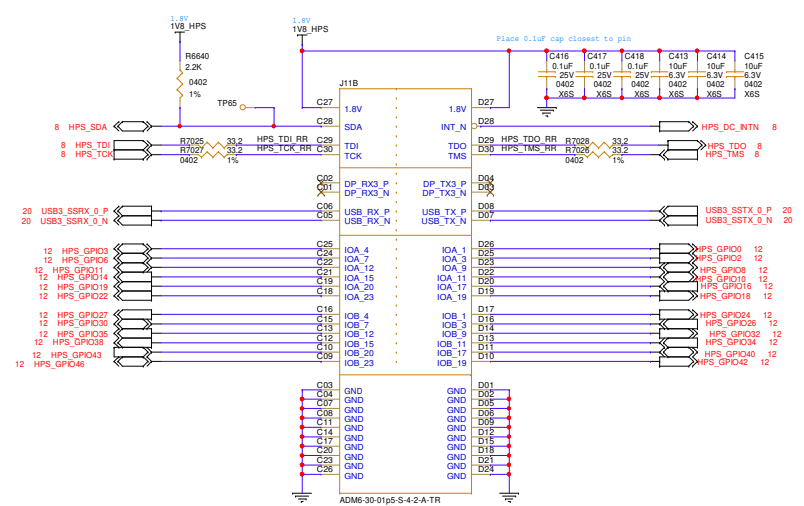 1.8V
1V8_HPS
1.8V
1V8_HPS
Place 0.1uF cap closest to pin
R6640
2.2K
0402
1%
TP65
C416
0.1uF
25V
0402
X6S
C417
0.1uF
25V
0402
X6S
C418
0.1uF
25V
0402
X6S
C413
10uF
6.3V
0402
X6S
C414
10uF
6.3V
0402
X6S
C415
10uF
6.3V
0402
X6S
J11B
C27 1.8V 1.8V D27
8 HPS_SDA C28 SDA INT_N D28 HPS_DC_INTN 8
8 HPS_TDI R7025 33.2 HPS_TDI_RR C29 TDI TDO D29 HPS_TDO_RR R7028 33.2 HPS_TDO 8
8 HPS_TCK R7027 33.2 HPS_TCK_RR C30 TCK TMS D30 HPS_TMS_RR R7026 33.2 HPS_TMS 8
0402 1% 0402 1%
C02 DP_RX3_P DP_TX3_P D04
C01 DP_RX3_N DP_TX3_N D03
20 USB3_SSRX_0_P C06 USB_RX_P USB_TX_P D08 USB3_SSTX_0_P 20
20 USB3_SSRX_0_N C05 USB_RX_N USB_TX_N D07 USB3_SSTX_0_N 20
12 HPS_GPIO3 C25 IOA_4 IOA_1 D26 HPS_GPIO0 12
12 HPS_GPIO6 C24 IOA_7 IOA_3 D25 HPS_GPIO2 12
12 HPS_GPIO11 C22 IOA_12 IOA_9 D23 HPS_GPIO8 12
12 HPS_GPIO14 C21 IOA_15 IOA_11 D22 HPS_GPIO10 12
12 HPS_GPIO19 C19 IOA_20 IOA_17 D20 HPS_GPIO16 12
12 HPS_GPIO22 C18 IOA_23 IOA_19 D19 HPS_GPIO18 12
12 HPS_GPIO27 C16 IOB_4 IOB_1 D17 HPS_GPIO24 12
12 HPS_GPIO30 C15 IOB_7 IOB_3 D16 HPS_GPIO26 12
12 HPS_GPIO35 C13 IOB_12 IOB_9 D14 HPS_GPIO32 12
12 HPS_GPIO38 C12 IOB_15 IOB_11 D13 HPS_GPIO34 12
12 HPS_GPIO43 C10 IOB_20 IOB_17 D11 HPS_GPIO40 12
12 HPS_GPIO46 C09 IOB_23 IOB_19 D10 HPS_GPIO42 12
C03 GND GND D01
C04 GND GND D02
C07 GND GND D05
C08 GND GND D06
C11 GND GND D09
C14 GND GND D12
C17 GND GND D15
C20 GND GND D18
C23 GND GND D21
C26 GND GND D24
ADM6-30-01p5-S-4-2-A-TR